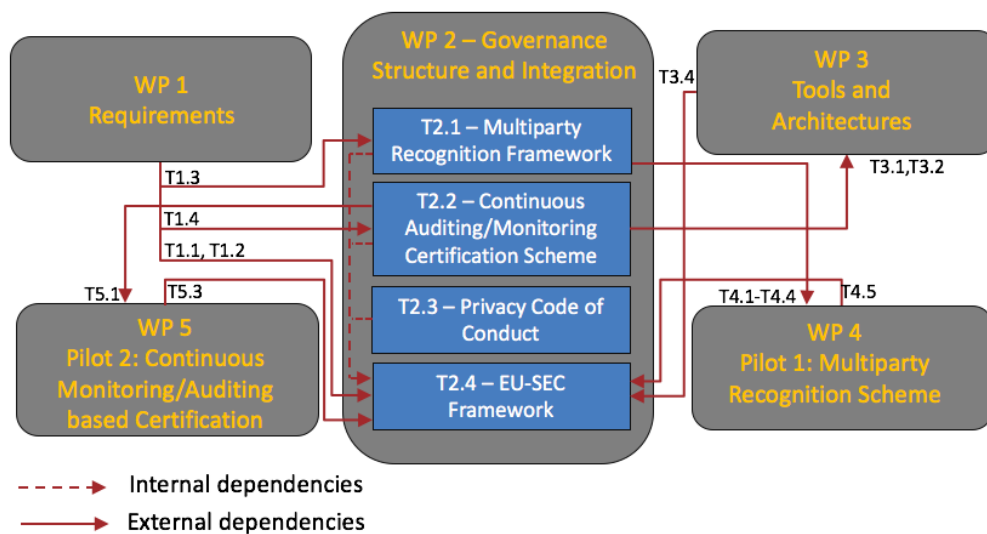 WP 2 – Governance
Structure and Integration
WP 1
Requirements
WP 3
Tools and
Architectures
T3.4
T2.1 – Multiparty
Recognition Framework
T3.1,T3.2
T1.3
T2.2 – Continuous
Auditing/Monitoring
Certification Scheme
T1.4
T1.1, T1.2
T5.1
T5.3
T2.3 – Privacy Code of
Conduct
T4.1-T4.4
T4.5
WP 5
Pilot 2: Continuous
Monitoring/Auditing
based Certification
T2.4 – EU-SEC
Framework
WP 4
Pilot 1: Multiparty
Recognition Scheme
Internal dependencies
External dependencies